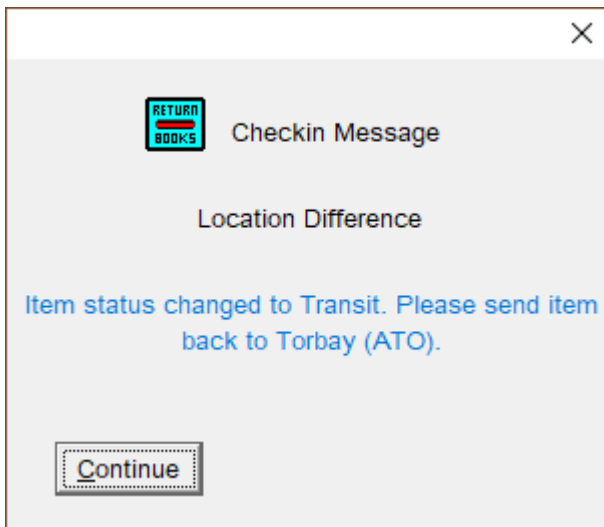 RETURN
BOOKS
Checkin Message
Location Difference
Item status changed to Transit. Please send item
back to Torbay (ATO).
Continue